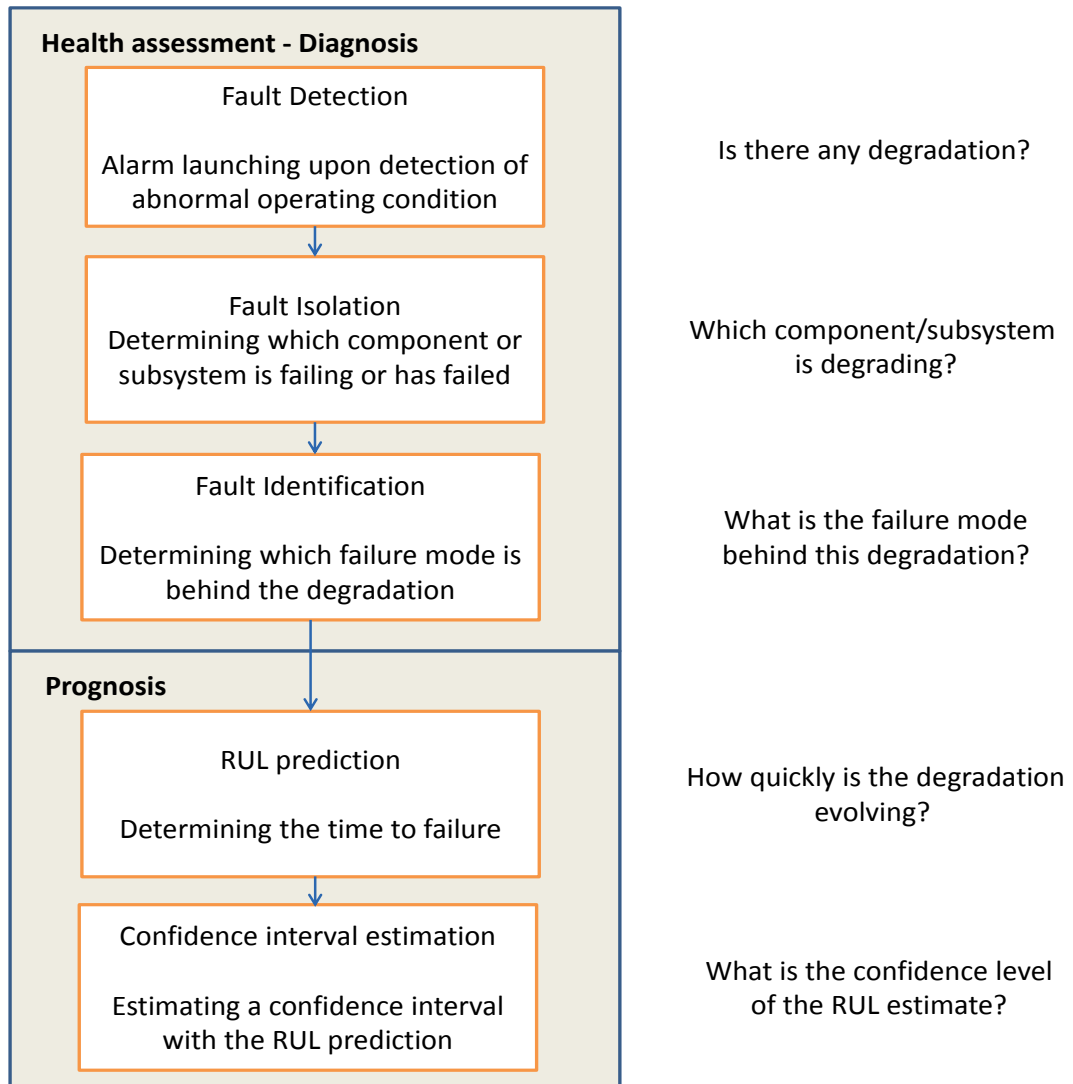 Health assessment - Diagnosis
Fault Detection
Alarm launching upon detection of
abnormal operating condition
Is there any degradation?
Fault Isolation
Determining which component or
subsystem is failing or has failed
Which component/subsystem
is degrading?
Fault Identification
Determining which failure mode is
behind the degradation
What is the failure mode
behind this degradation?
Prognosis
RUL prediction
Determining the time to failure
How quickly is the degradation
evolving?
Confidence interval estimation
Estimating a confidence interval
with the RUL prediction
What is the confidence level
of the RUL estimate?